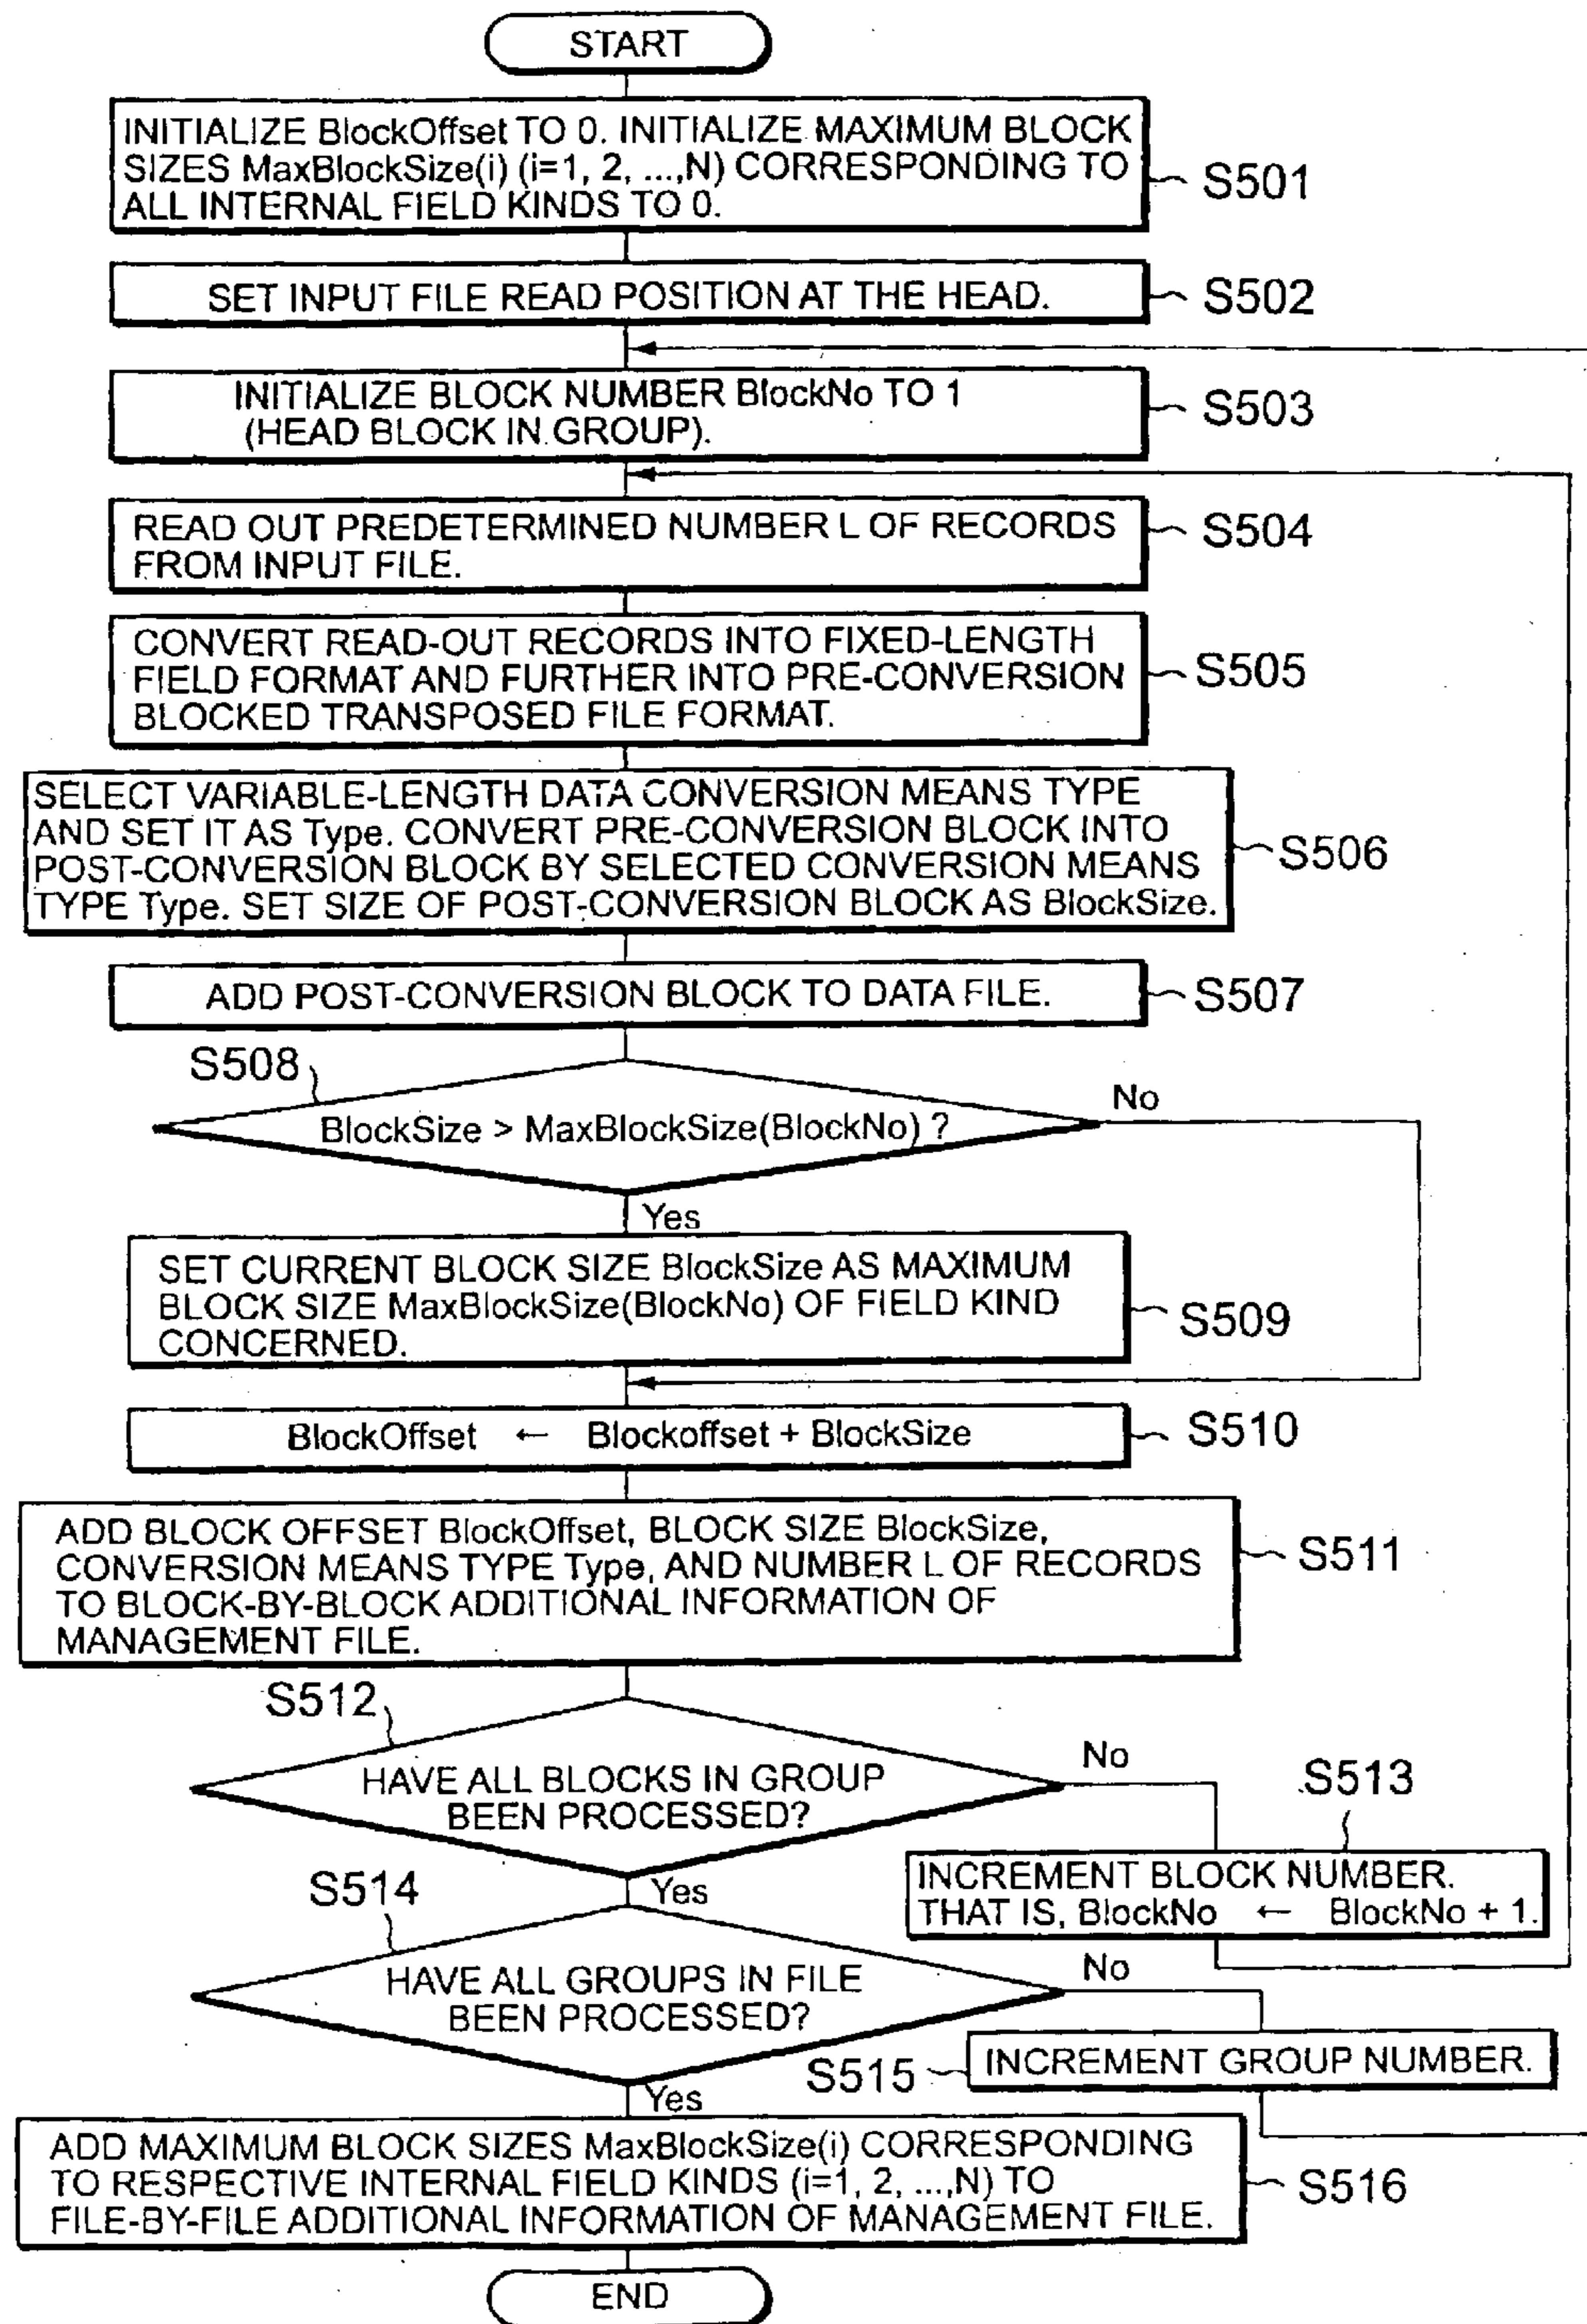 START
INITIALIZE BlockOffset TO 0. INITIALIZE MAXIMUM BLOCK
SIZES MaxBlockSize(i) (i=1, 2, ...,N) CORRESPONDING TO
ALL INTERNAL FIELD KINDS TO 0.
S501
SET INPUT FILE READ POSITION AT THE HEAD.
S502
INITIALIZE BLOCK NUMBER BlockNo TO 1
(HEAD BLOCK IN GROUP).
S503
READ OUT PREDETERMINED NUMBER L OF RECORDS
FROM INPUT FILE.
S504
CONVERT READ-OUT RECORDS INTO FIXED-LENGTH
FIELD FORMAT AND FURTHER INTO PRE-CONVERSION
BLOCKED TRANSPOSED FILE FORMAT.
S505
SELECT VARIABLE-LENGTH DATA CONVERSION MEANS TYPE
AND SET IT AS Type. CONVERT PRE-CONVERSION BLOCK INTO
POST-CONVERSION BLOCK BY SELECTED CONVERSION MEANS
TYPE Type. SET SIZE OF POST-CONVERSION BLOCK AS BlockSize.
S506
ADD POST-CONVERSION BLOCK TO DATA FILE.
S507
S508
BlockSize > MaxBlockSize(BlockNo) ?
No
Yes
SET CURRENT BLOCK SIZE BlockSize AS MAXIMUM
BLOCK SIZE MaxBlockSize(BlockNo) OF FIELD KIND
CONCERNED.
S509
BlockOffset ← Blockoffset + BlockSize
S510
ADD BLOCK OFFSET BlockOffset, BLOCK SIZE BlockSize,
CONVERSION MEANS TYPE Type, AND NUMBER L OF RECORDS
TO BLOCK-BY-BLOCK ADDITIONAL INFORMATION OF
MANAGEMENT FILE.
S511
S512
HAVE ALL BLOCKS IN GROUP
BEEN PROCESSED?
No
S513
INCREMENT BLOCK NUMBER.
THAT IS, BlockNo ← BlockNo + 1.
Yes
S514
HAVE ALL GROUPS IN FILE
BEEN PROCESSED?
No
S515
INCREMENT GROUP NUMBER.
Yes
ADD MAXIMUM BLOCK SIZES MaxBlockSize(i) CORRESPONDING
TO RESPECTIVE INTERNAL FIELD KINDS (i=1, 2, ...,N) TO
FILE-BY-FILE ADDITIONAL INFORMATION OF MANAGEMENT FILE.
S516
END